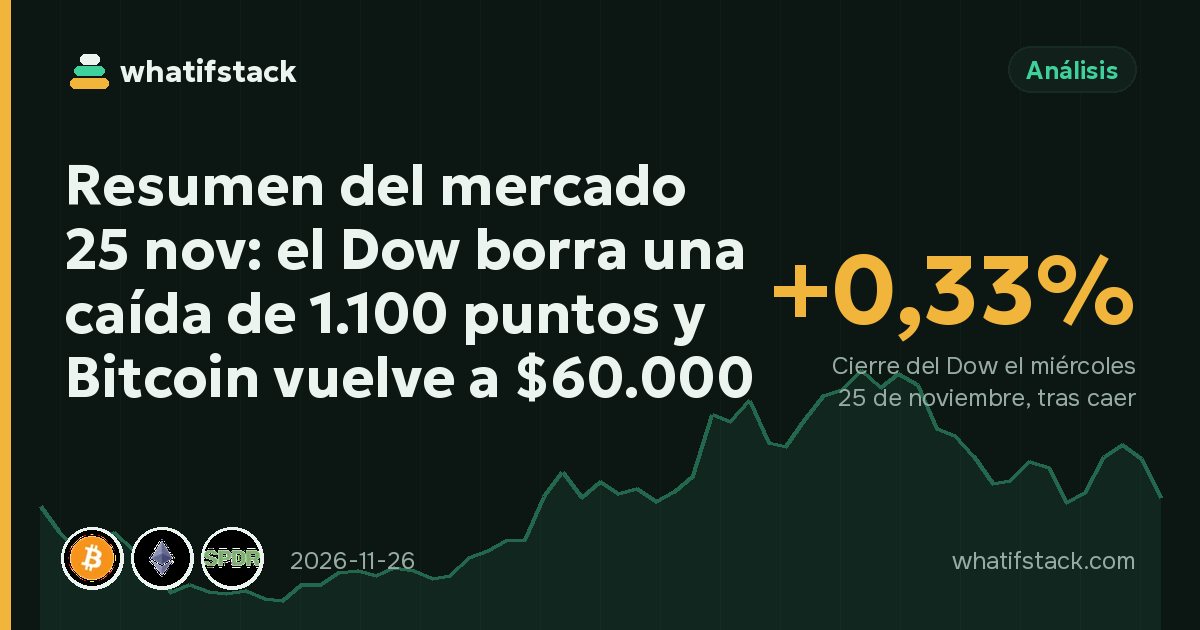 whatifstack
Análisis
Resumen del mercado
25 nov: el Dow borra una
caída de 1.100 puntos y
Bitcoin vuelve a $60.000
+0,33%
Cierre del Dow el miércoles
25 de noviembre, tras caer
SPDR
2026-11-26
whatifstack.com